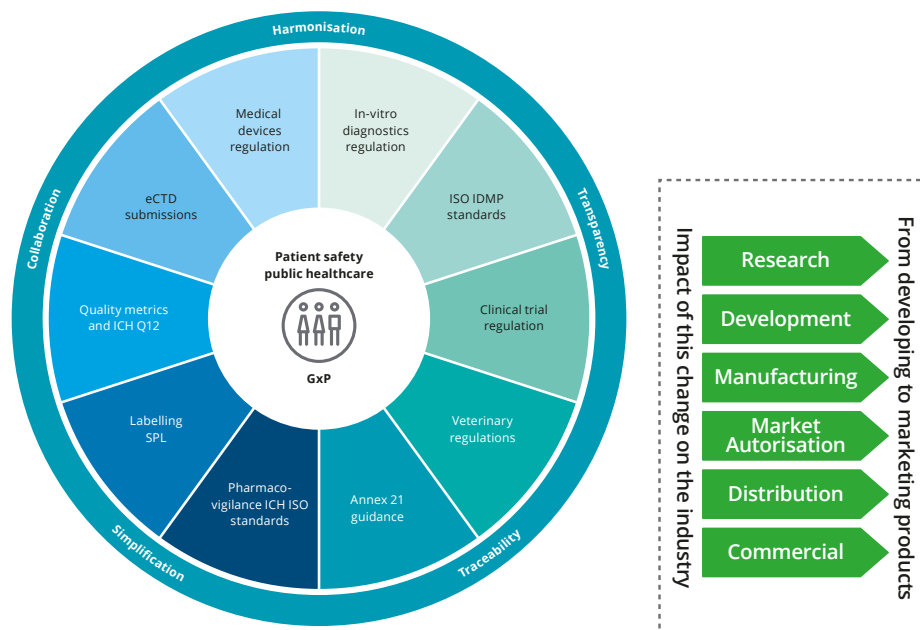 Harmonisation
Transparency
Traceability
Simplification
Collaboration
Medical
devices
regulation
In-vitro
diagnostics
regulation
ISO IDMP
standards
Clinical trial
regulation
Veterinary
regulations
Annex 21
guidance
Pharmaco-
vigilance ICH ISO
standards
Labelling
SPL
Quality metrics
and ICH Q12
eCTD
submissions
Patient safety
public healthcare
GxP
Impact of this change on the industry
Research
Development
Manufacturing
Market
Autorisation
Distribution
Commercial
From developing to marketing products